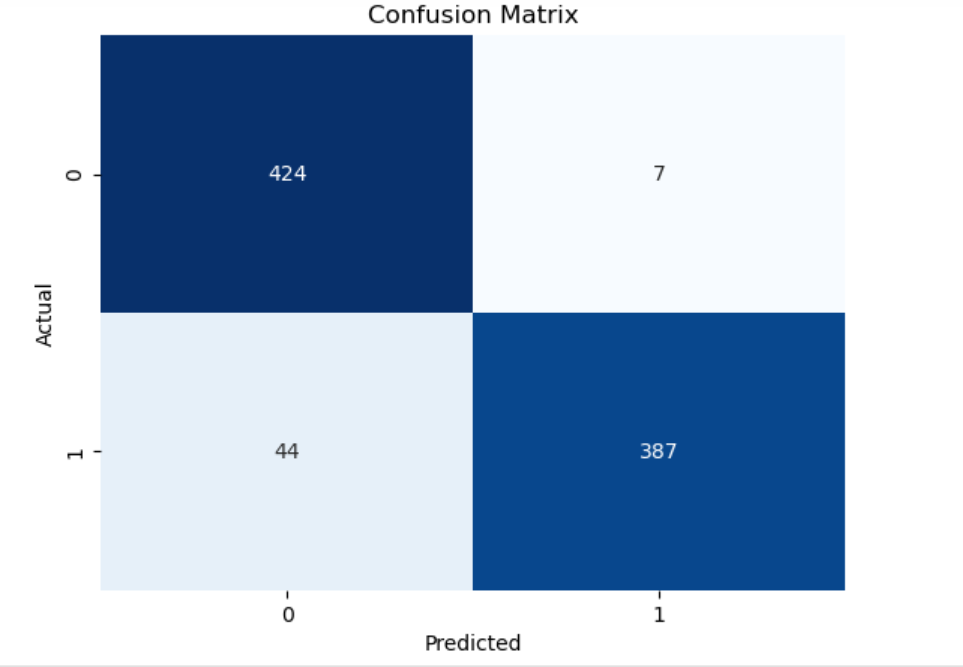 Confusion Matrix
0
424
7
Actual
1
44
387
0
1
Predicted